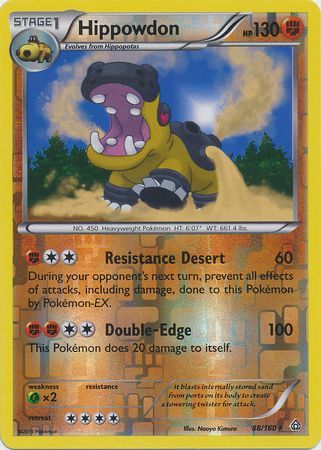 STAGE1
Hippowdon
HP130
Evolves from Hippopotas
NO. 450 Heavyweight Pokémon HT: 6'07" WT: 661.4 lbs.
Resistance Desert 60
During your opponent's next turn, prevent all effects
of attacks, including damage, done to this Pokémon
by Pokémon-EX.
Double-Edge 100
This Pokémon does 20 damage to itself.
weakness resistance
×2
retreat
It blasts internally stored sand
from ports on its body to create
a towering twister for attack.
©2015 Pokémon
Illus. Naoyo Kimura
88/160 ★